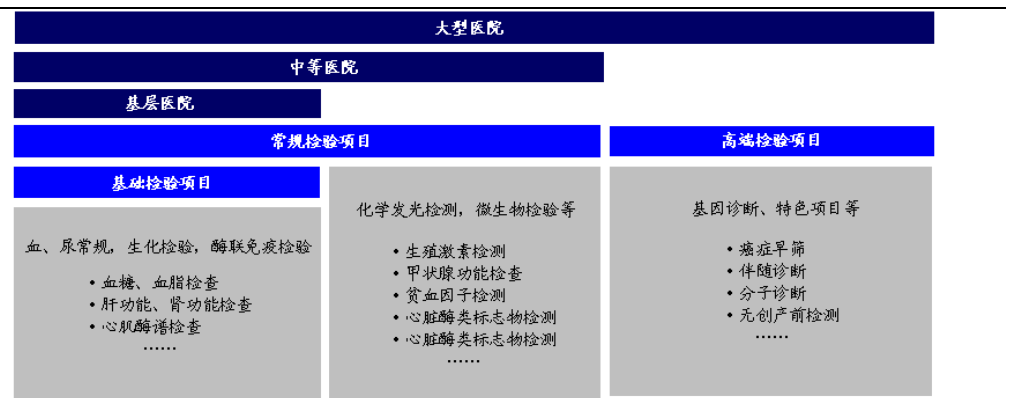 大型医院
中等医院
基层医院
常规检验项目
高端检验项目
基础检验项目
血、尿常规，生化检验，酶联免疫检验
• 血糖、血脂检查
• 肝功能、肾功能检查
• 心肌酶谱检查
……
化学发光检测，微生物检验等
• 生殖激素检测
• 甲状腺功能检查
• 贫血因子检测
• 心脏酶类标志物检测
• 心脏酶类标志物检测
……
基因诊断、特色项目等
• 癌症早筛
• 伴随诊断
• 分子诊断
• 无创产前检测
……